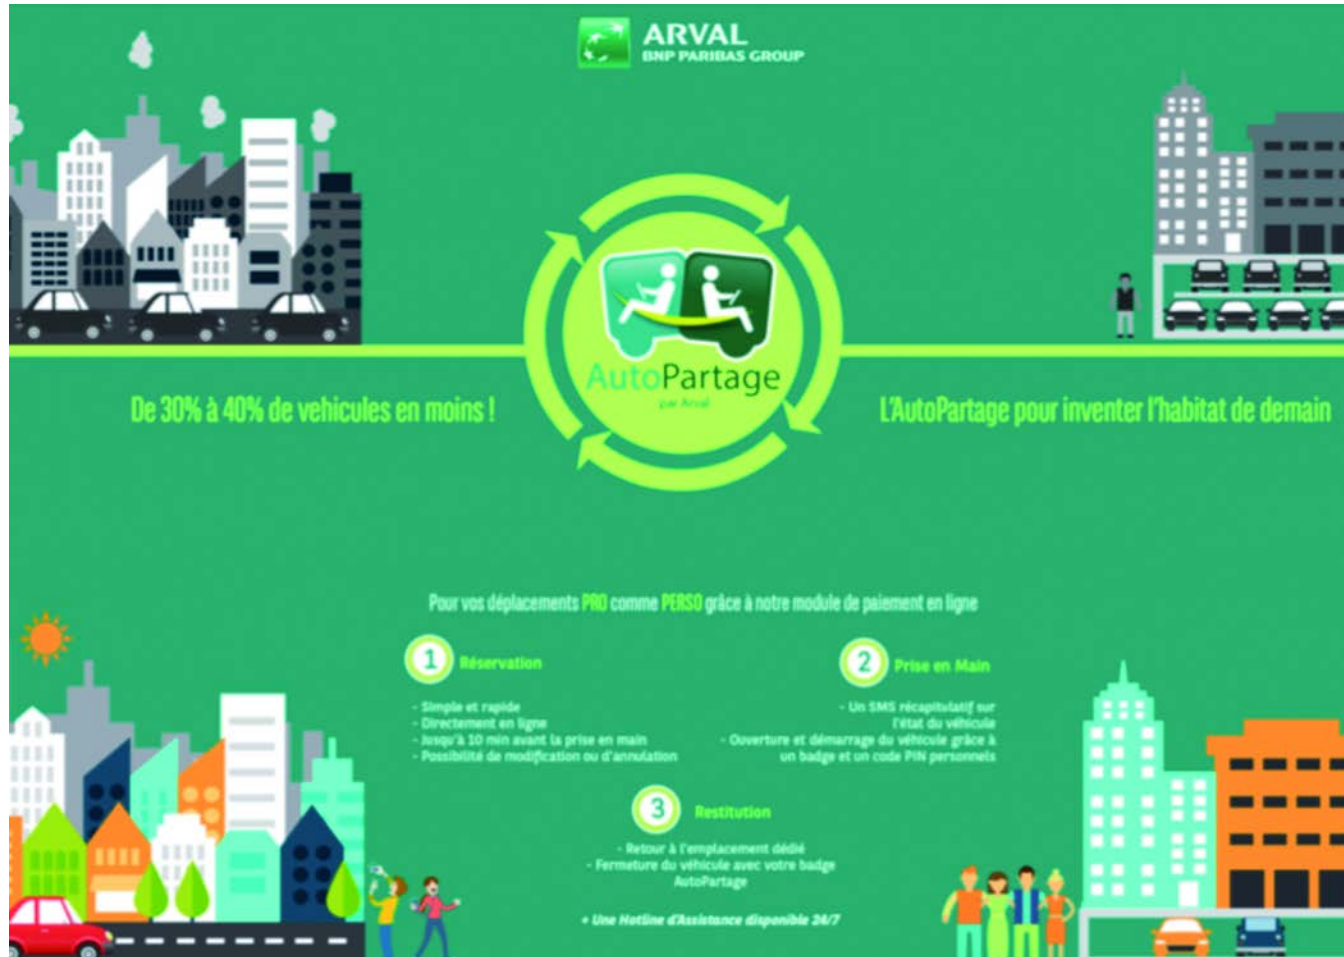 ARVAL
BNP PARIBAS GROUP
AutoPartage
par Arval
De 30% à 40% de vehicules en moins !
L'AutoPartage pour inventer l'habitat de demain
Pour vos déplacements PRO comme PERSO grâce à notre module de paiement en ligne
1 Réservation
- Simple et rapide
- Directement en ligne
- Jusqu'à 10 min avant la prise en main
- Possibilité de modification ou d'annulation
2 Prise en Main
- Un SMS récapitulatif sur
l'état du véhicule
- Ouverture et démarrage du véhicule grâce à
un badge et un code PIN personnels
3 Restitution
- Retour à l'emplacement dédié
- Fermeture du véhicule avec votre badge
AutoPartage
+ Une Hotline d'Assistance disponible 24/7